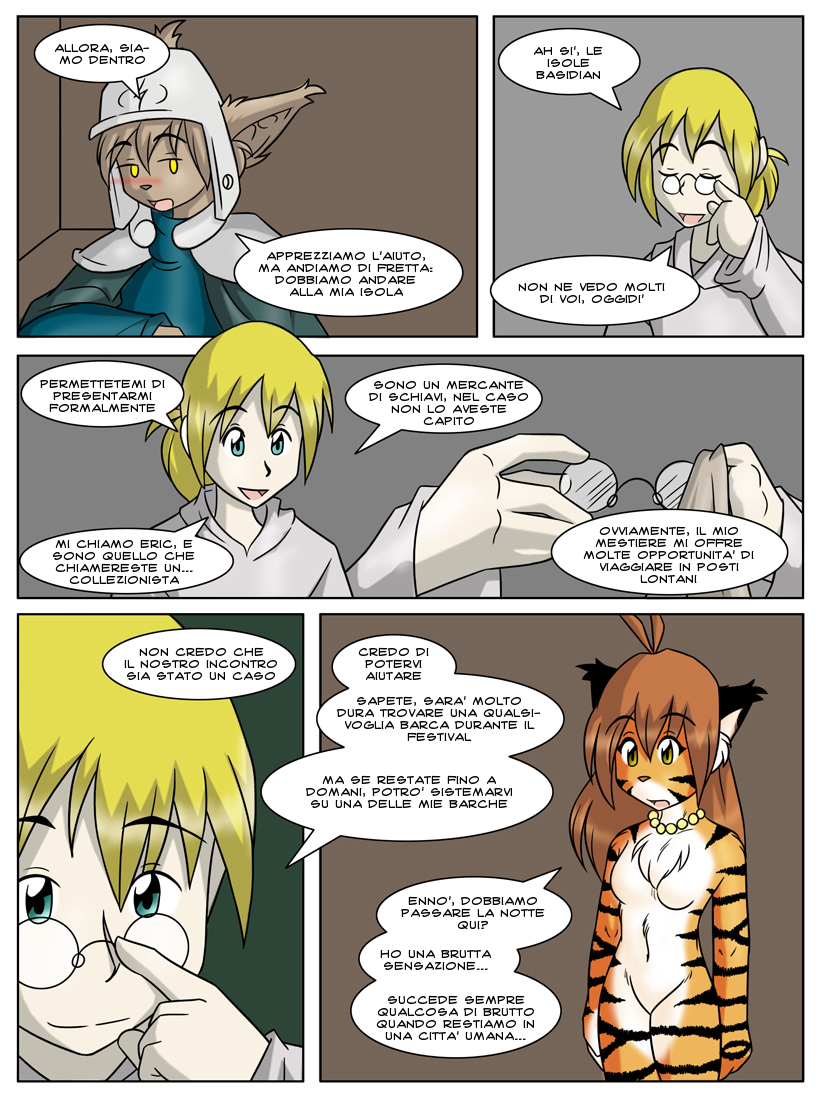 ALLORA, SIA-
MO DENTRO
APPREZZIAMO L'AIUTO,
MA ANDIAMO DI FRETTA:
DOBBIAMO ANDARE
ALLA MIA ISOLA
AH SI', LE
ISOLE
BASIDIAN
NON NE VEDO MOLTI
DI VOI, OGGIDI'
PERMETTETEMI DI
PRESENTARMI
FORMALMENTE
MI CHIAMO ERIC, E
SONO QUELLO CHE
CHIAMERESTE UN...
COLLEZIONISTA
SONO UN MERCANTE
DI SCHIAVI, NEL CASO
NON LO AVESTE
CAPITO
OVVIAMENTE, IL MIO
MESTIERE MI OFFRE
MOLTE OPPORTUNITA' DI
VIAGGIARE IN POSTI
LONTANI
NON CREDO CHE
IL NOSTRO INCONTRO
SIA STATO UN CASO
CREDO DI
POTERVI
AIUTARE
SAPETE, SARA' MOLTO
DURA TROVARE UNA QUALSI-
VOGLIA BARCA DURANTE IL
FESTIVAL
MA SE RESTATE FINO A
DOMANI, POTRO' SISTEMARVI
SU UNA DELLE MIE BARCHE
ENNO', DOBBIAMO
PASSARE LA NOTTE
QUI?
HO UNA BRUTTA
SENSAZIONE...
SUCCEDE SEMPRE
QUALCOSA DI BRUTTO
QUANDO RESTIAMO IN
UNA CITTA' UMANA...